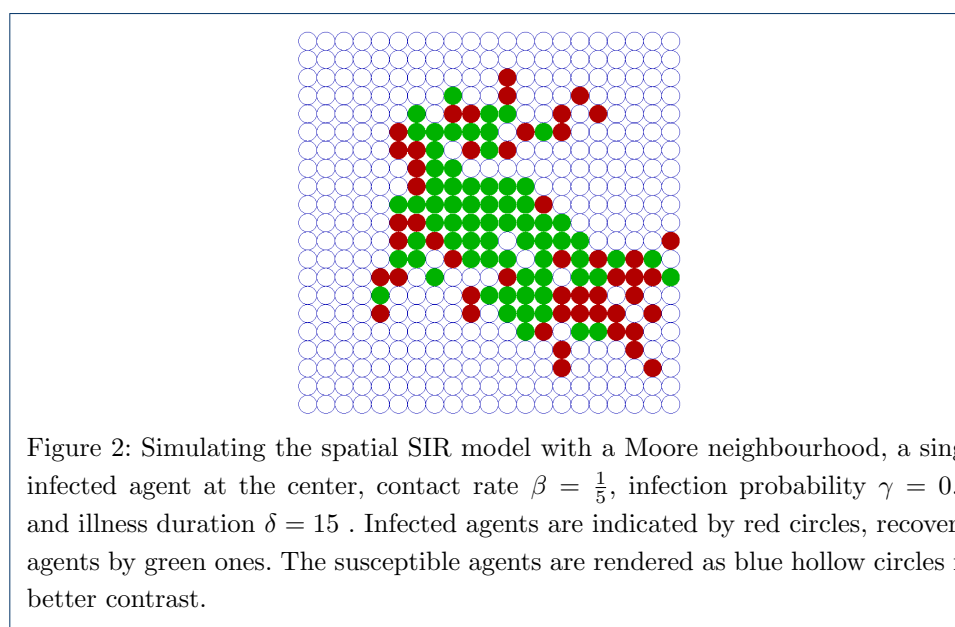 Figure 2: Simulating the spatial SIR model with a Moore neighbourhood, a
infected agent at the center, contact rate β = 1/5, infection probability γ = 0.
and illness duration δ = 15 . Infected agents are indicated by red circles,
agents by green ones. The susceptible agents are rendered as blue hollow circles
better contrast.